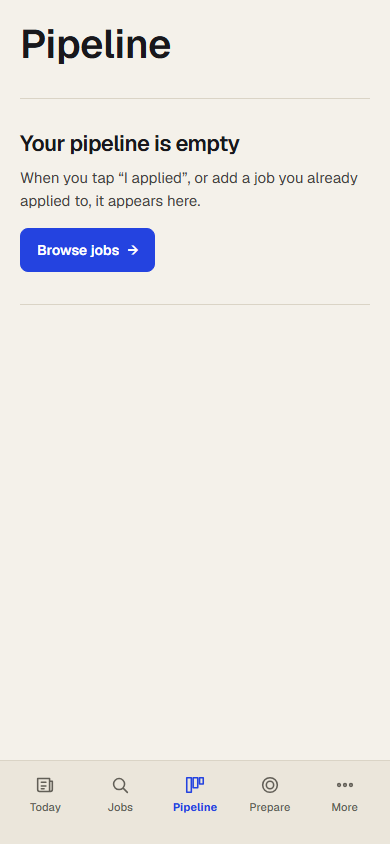 Pipeline
Your pipeline is empty
When you tap “I applied”, or add a job you already
applied to, it appears here.
Browse jobs →
Today
Jobs
Pipeline
Prepare
More